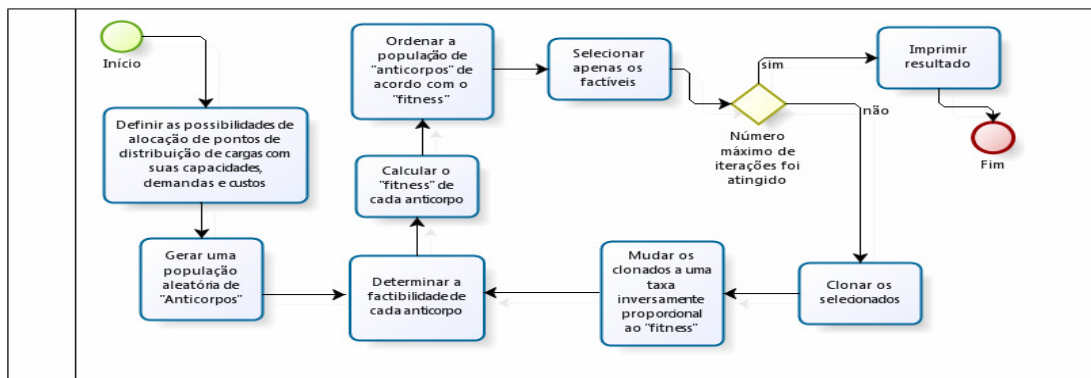 Início
Definir as possibilidades de
alocação de pontos de
distribuição de cargas com
suas capacidades,
demandas e custos
Gerar uma
população
aleatória de
"Anticorpos"
Determinar a
factibilidade de
cada anticorpo
Calcular o
"fitness" de
cada anticorpo
Ordenar a
população de
"anticorpos" de
acordo com o
"fitness"
Selecionar
apenas os
factíveis
Número
máximo de
iterações foi
atingido
sim
Imprimir
resultado
Fim
não
Clonar os
selecionados
Mudar os
clonados a uma
taxa
inversamente
proporcional
ao "fitness"